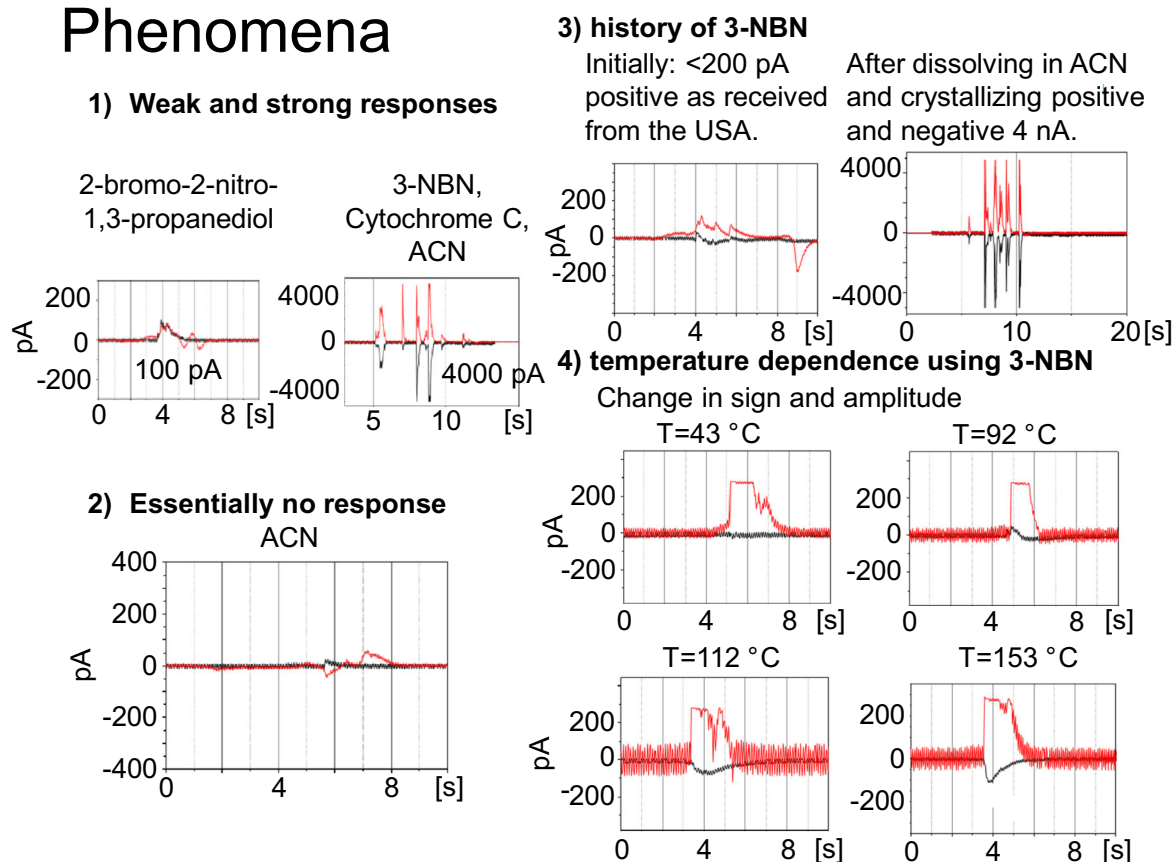 Phenomena
1) Weak and strong responses
2-bromo-2-nitro-
1,3-propanediol
200
0
-200
pA
100 pA
0 4 8 [s]
3-NBN,
Cytochrome C,
ACN
4000
2000
0
-4000
4000 pA
5 10 [s]
2) Essentially no response
ACN
400
200
0
-200
-400
pA
0 4 8 [s]
3) history of 3-NBN
Initially: <200 pA
positive as received
from the USA.
200
0
-200
pA
0 4 8 [s]
After dissolving in ACN
and crystallizing positive
and negative 4 nA.
4000
2000
0
-4000
0 10 20 [s]
4) temperature dependence using 3-NBN
Change in sign and amplitude
T=43 °C
200
0
-200
pA
0 4 8 [s]
T=92 °C
200
0
-200
0 4 8 [s]
T=112 °C
200
0
-200
pA
0 4 8 [s]
T=153 °C
200
0
-200
0 4 8 [s]